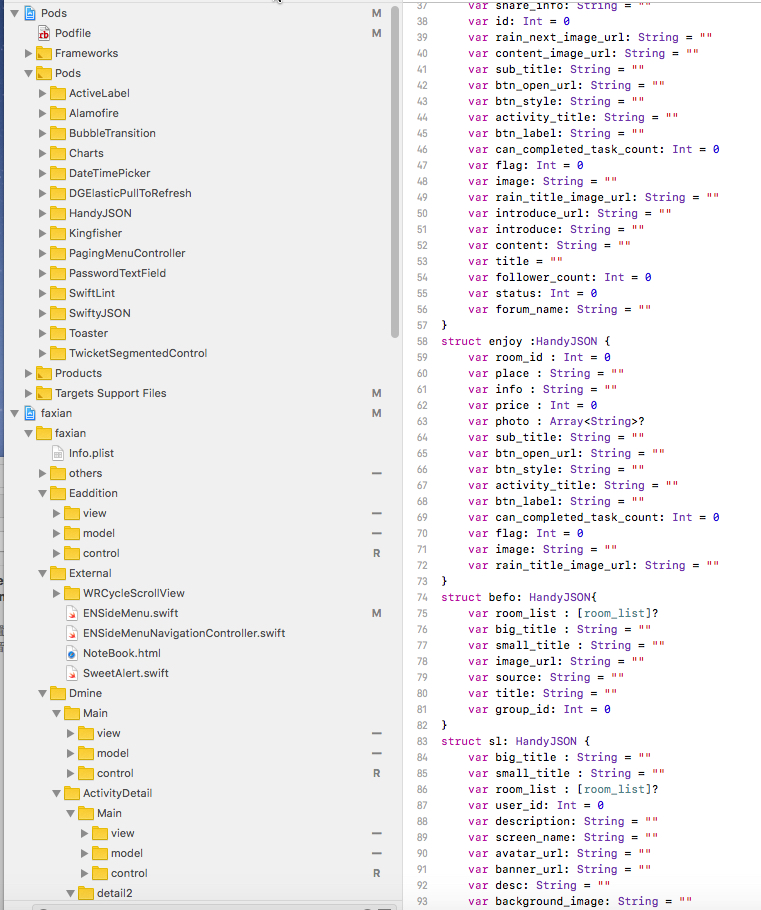 Pods M
Podfile M
Frameworks
Pods
ActiveLabel
Alamofire
BubbleTransition
Charts
DateTimePicker
DGElasticPullToRefresh
HandyJSON
Kingfisher
PagingMenuController
PasswordTextField
SwiftLint
SwiftyJSON
Toaster
TwicketSegmentedControl
Products
Targets Support Files M
faxian M
faxian
Info.plist
others —
Eaddition
view —
model —
control R
External
WRCycleScrollView
ENSideMenu.swift M
ENSideMenuNavigationController.swift
NoteBook.html
SweetAlert.swift
Dmine
Main
view —
model —
control R
ActivityDetail
Main
view —
model —
control R
detail2
37 var share_info: String = ""
38 var id: Int = 0
39 var rain_next_image_url: String = ""
40 var content_image_url: String = ""
41 var sub_title: String = ""
42 var btn_open_url: String = ""
43 var btn_style: String = ""
44 var activity_title: String = ""
45 var btn_label: String = ""
46 var can_completed_task_count: Int = 0
47 var flag: Int = 0
48 var image: String = ""
49 var rain_title_image_url: String = ""
50 var introduce_url: String = ""
51 var introduce: String = ""
52 var content: String = ""
53 var title = ""
54 var follower_count: Int = 0
55 var status: Int = 0
56 var forum_name: String = ""
57 }
58 struct enjoy :HandyJSON {
59 var room_id : Int = 0
60 var place : String = ""
61 var info : String = ""
62 var price : Int = 0
63 var photo : Array<String>?
64 var sub_title: String = ""
65 var btn_open_url: String = ""
66 var btn_style: String = ""
67 var activity_title: String = ""
68 var btn_label: String = ""
69 var can_completed_task_count: Int = 0
70 var flag: Int = 0
71 var image: String = ""
72 var rain_title_image_url: String = ""
73 }
74 struct befo: HandyJSON{
75 var room_list : [room_list]?
76 var big_title : String = ""
77 var small_title : String = ""
78 var image_url: String = ""
79 var source: String = ""
80 var title: String = ""
81 var group_id: Int = 0
82 }
83 struct sl: HandyJSON {
84 var big_title : String = ""
85 var small_title : String = ""
86 var room_list : [room_list]?
87 var user_id: Int = 0
88 var description: String = ""
89 var screen_name: String = ""
90 var avatar_url: String = ""
91 var banner_url: String = ""
92 var desc: String = ""
93 var background_image: String = ""